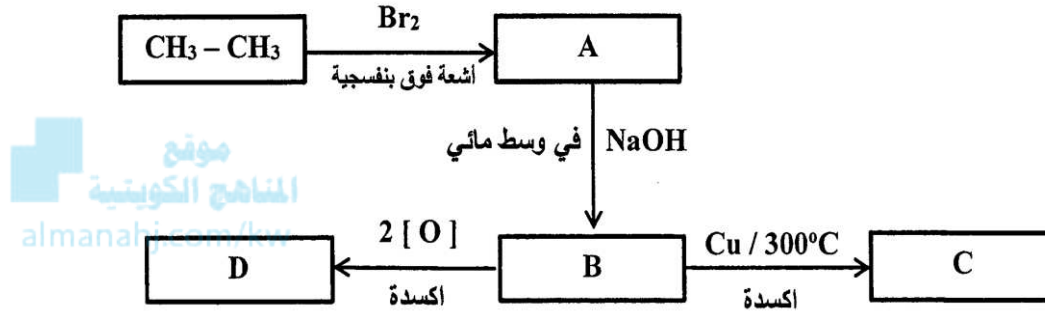 CH₃ – CH₃
Br₂
أشعة فوق بنفسجية
A
في وسط مائي
NaOH
موقع
المناهج الكويتية
almanahj.com/kw
D
2 [ O ]
اكسدة
B
Cu / 300⁰C
اكسدة
C